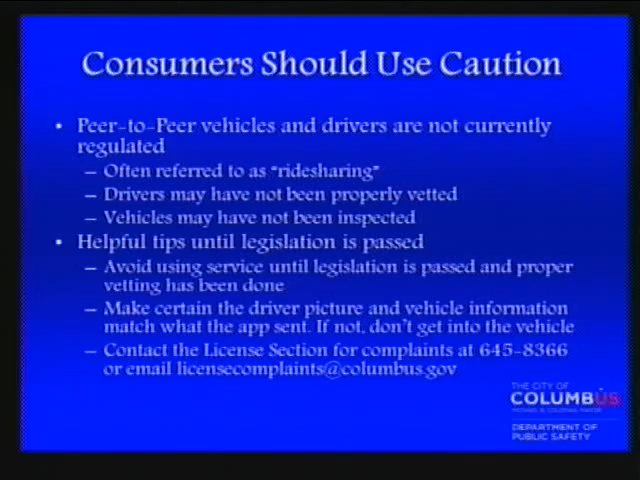 Consumers Should Use Caution
• Peer-to-Peer vehicles and drivers are not currently
regulated
– Often referred to as "ridesharing"
– Drivers may have not been properly vetted
– Vehicles may have not been inspected
• Helpful tips until legislation is passed
– Avoid using service until legislation is passed and proper
vetting has been done
– Make certain the driver picture and vehicle information
match what the app sent. If not, don't get into the vehicle
– Contact the License Section for complaints at 645-8366
or email licensecomplaints@columbus.gov
THE CITY OF
COLUMBUS
MICHAEL B. COLEMAN, MAYOR
DEPARTMENT OF
PUBLIC SAFETY